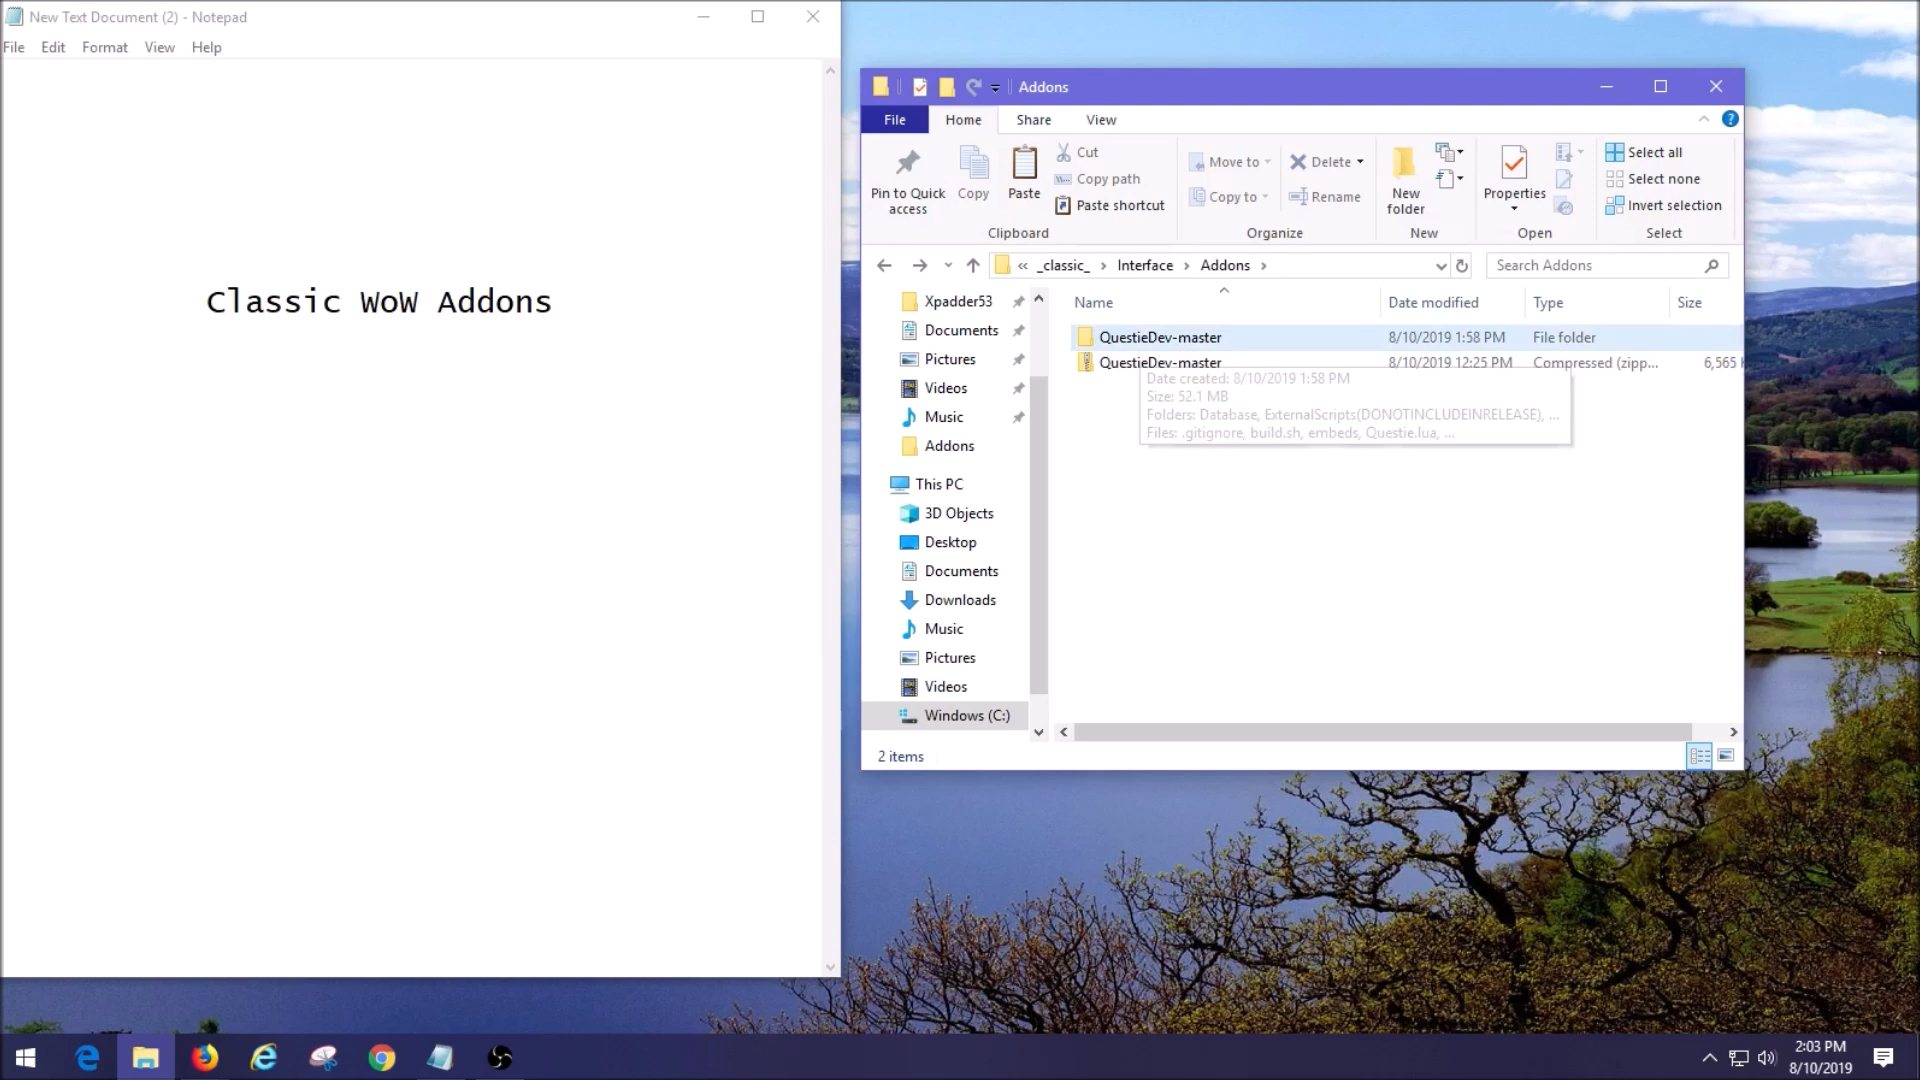 New Text Document (2) - Notepad
File Edit Format View Help
Classic WoW Addons
Addons
File Home Share View
Pin to Quick access
Copy
Paste
Cut
Copy path
Paste shortcut
Clipboard
Move to
Copy to
Delete
Rename
Organize
New folder
New
Properties
Open
Select all
Select none
Invert selection
Select
« _classic_ › Interface › Addons ›
Search Addons
Xpadder53
Documents
Pictures
Videos
Music
Addons
This PC
3D Objects
Desktop
Documents
Downloads
Music
Pictures
Videos
Windows (C:)
Name Date modified Type Size
QuestieDev-master 8/10/2019 1:58 PM File folder
QuestieDev-master 8/10/2019 12:25 PM Compressed (zipp... 6,565
Date created: 8/10/2019 1:58 PM
Size: 52.1 MB
Folders: Database, ExternalScripts(DONOTINCLUDEINRELEASE), ...
Files: .gitignore, build.sh, embeds, Questie.lua, ...
2 items
2:03 PM
8/10/2019